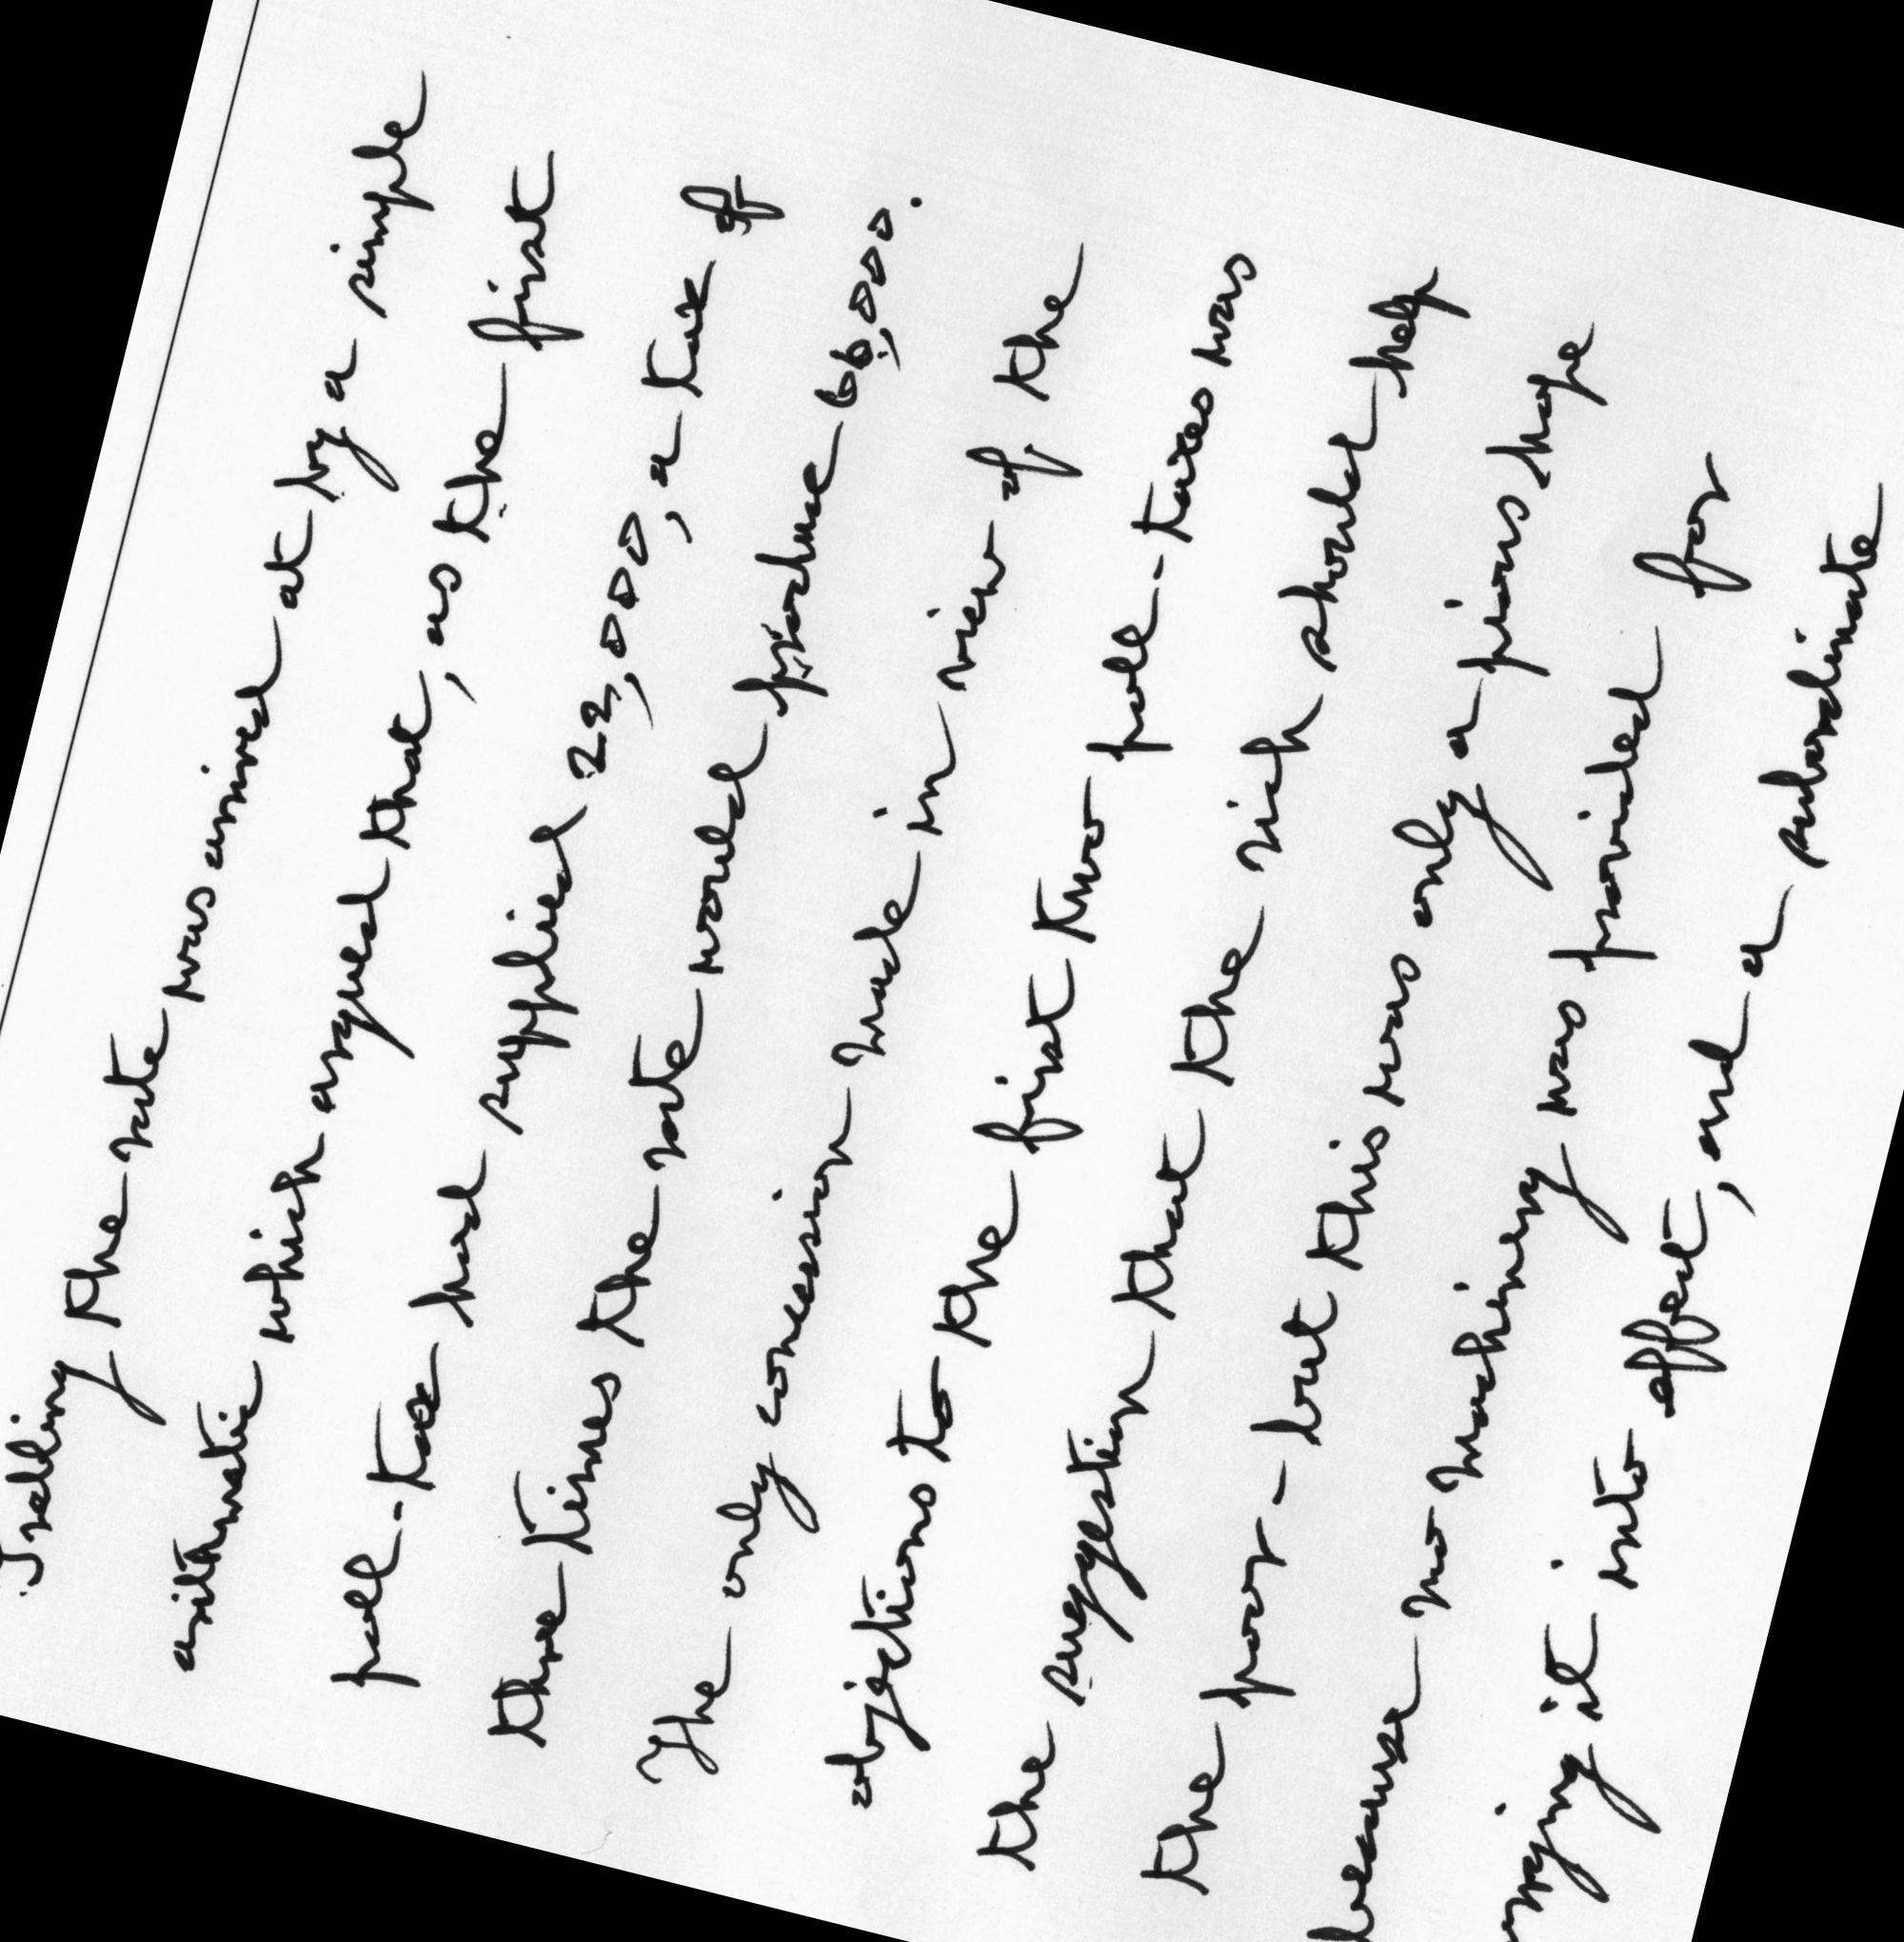 Trebling the rate was arrived at by a simple
arithmetic which argued that, as the first
poll-tax had supplied 22,000, a tax of
three times the rate would produce 66,000.
The only concession made in view of the
objections to the first two poll-taxes was
the suggestion that the rich should help
the poor - but this was only a pious hope
because no machinery was provided for
it into effect, and a subordinate